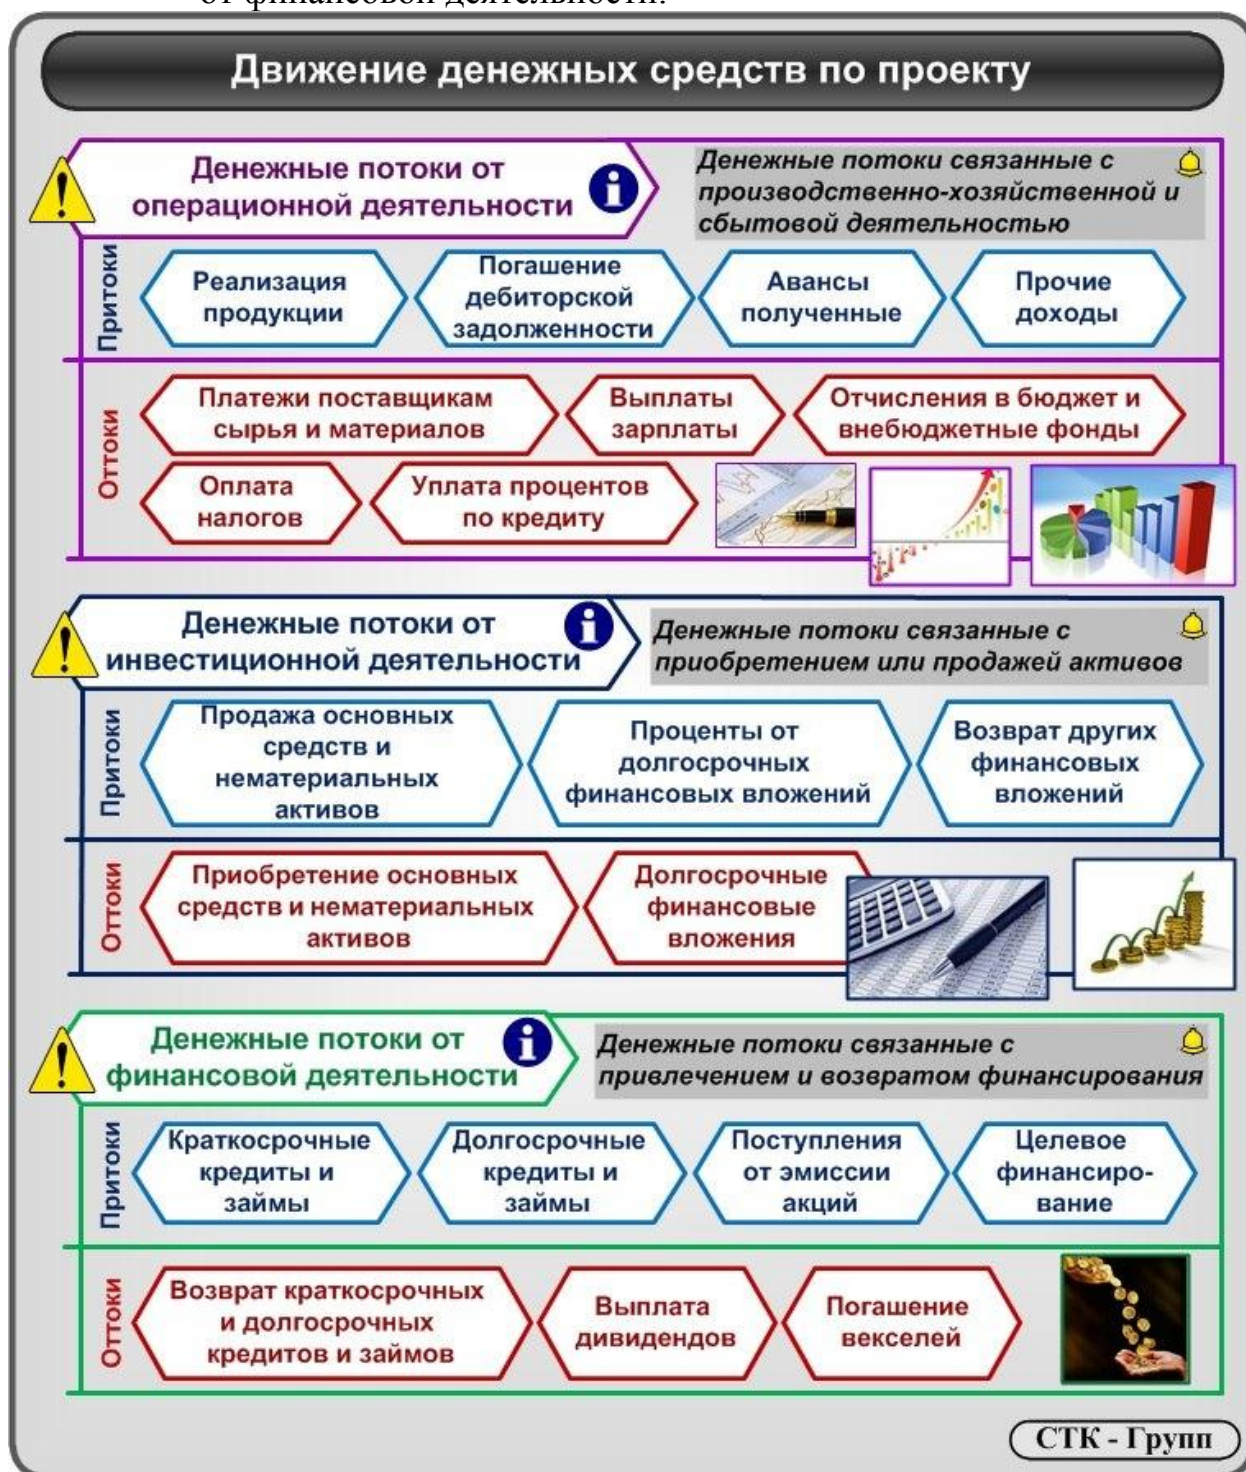 от финансовой деятельности.
Движение денежных средств по проекту
Денежные потоки от
операционной деятельности
Денежные потоки связанные с
производственно-хозяйственной и
сбытовой деятельностью
Притоки
Реализация
продукции
Погашение
дебиторской
задолженности
Авансы
полученные
Прочие
доходы
Оттоки
Платежи поставщикам
сырья и материалов
Выплаты
зарплаты
Отчисления в бюджет и
внебюджетные фонды
Оплата
налогов
Уплата процентов
по кредиту
Денежные потоки от
инвестиционной деятельности
Денежные потоки связанные с
приобретением или продажей активов
Притоки
Продажа основных
средств и
нематериальных
активов
Проценты от
долгосрочных
финансовых вложений
Возврат других
финансовых
вложений
Оттоки
Приобретение основных
средств и нематериальных
активов
Долгосрочные
финансовые
вложения
Денежные потоки от
финансовой деятельности
Денежные потоки связанные с
привлечением и возвратом финансирования
Притоки
Краткосрочные
кредиты и
займы
Долгосрочные
кредиты и
займы
Поступления
от эмиссии
акций
Целевое
финансиро-
вание
Оттоки
Возврат краткосрочных
и долгосрочных
кредитов и займов
Выплата
дивидендов
Погашение
векселей
СТК - Групп